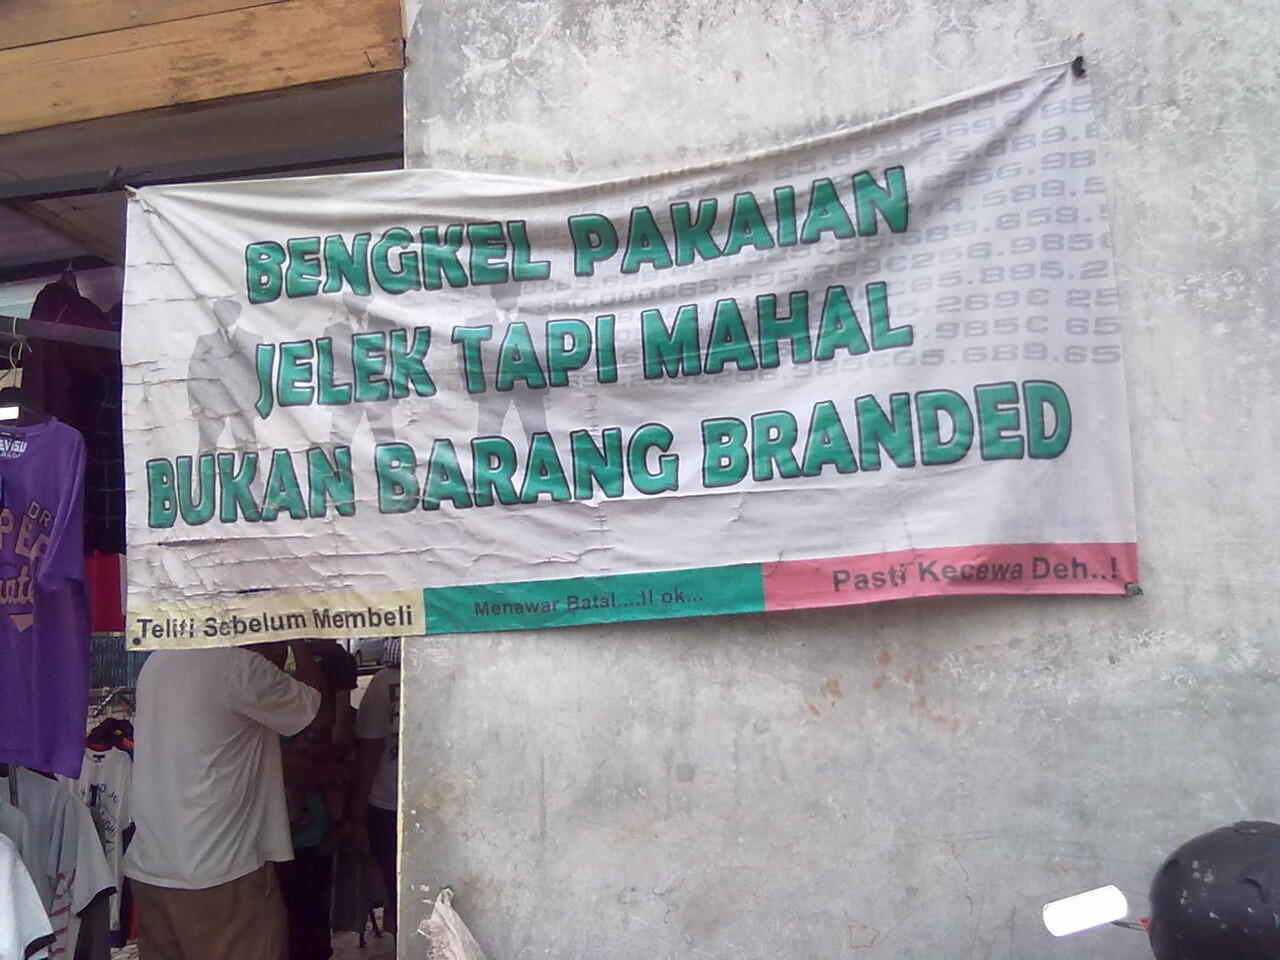 BENGKEL PAKAIAN
JELEK TAPI MAHAL
BUKAN BARANG BRANDED
Teliti Sebelum Membeli
Menawar Batal....!! ok...
Pasti Kecewa Deh..!